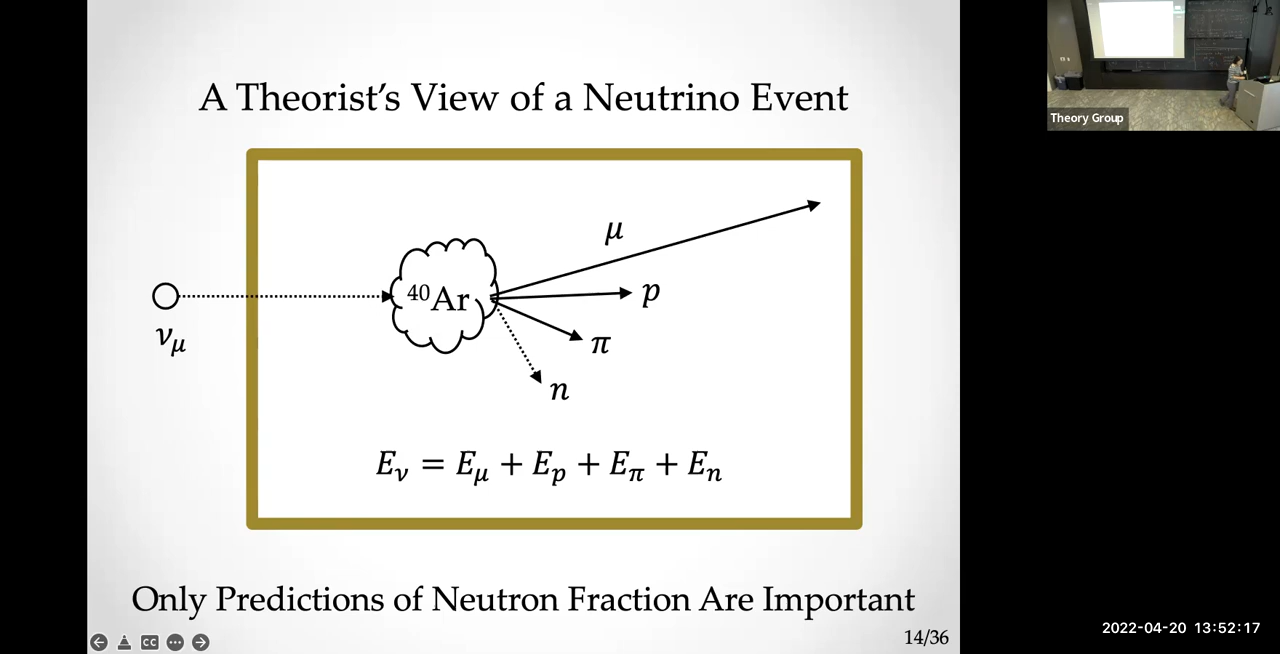 A Theorist's View of a Neutrino Event
μ
⁴⁰Ar
p
ν_μ
π
n
E_ν = E_μ + E_p + E_π + E_n
Only Predictions of Neutron Fraction Are Important
CC
14/36
Theory Group
2022-04-20 13:52:17